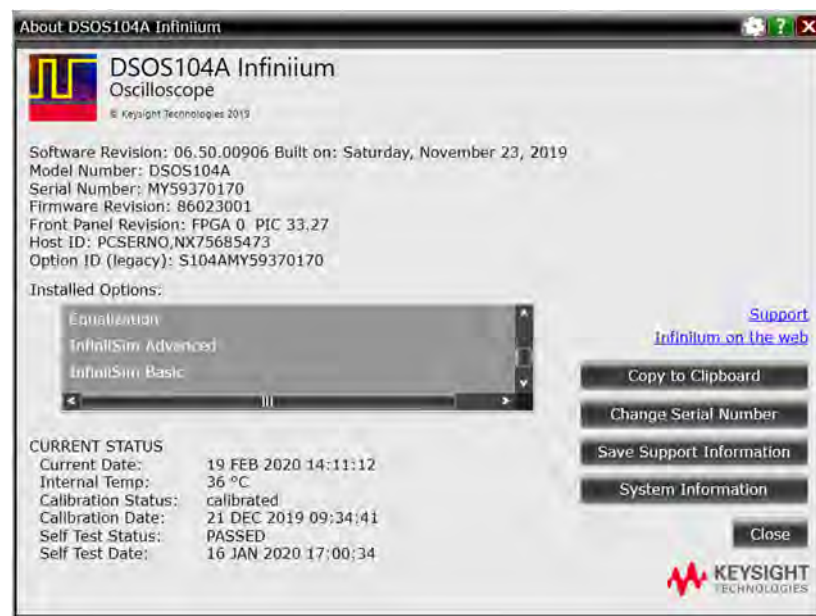 About DSOS104A Infiniium
DSOS104A Infiniium
Oscilloscope
© Keysight Technologies 2019
Software Revision: 06.50.00906 Built on: Saturday, November 23, 2019
Model Number: DSOS104A
Serial Number: MY59370170
Firmware Revision: 86023001
Front Panel Revision: FPGA 0 PIC 33.27
Host ID: PCSERNO,NX75685473
Option ID (legacy): S104AMY59370170
Installed Options:
Equalization
InfiniiSim Advanced
InfiniiSim Basic
Support
Infiniium on the web
Copy to Clipboard
Change Serial Number
Save Support Information
System Information
Close
CURRENT STATUS
Current Date: 19 FEB 2020 14:11:12
Internal Temp: 36 °C
Calibration Status: calibrated
Calibration Date: 21 DEC 2019 09:34:41
Self Test Status: PASSED
Self Test Date: 16 JAN 2020 17:00:34
KEYSIGHT
TECHNOLOGIES